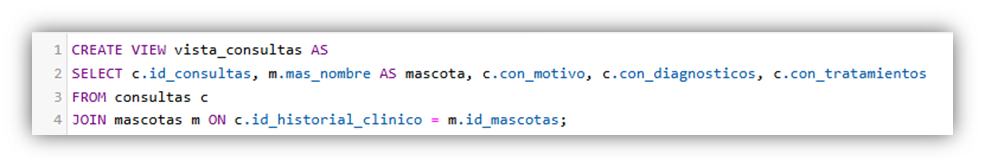 1 CREATE VIEW vista_consultas AS
2 SELECT c.id_consultas, m.mas_nombre AS mascota, c.con_motivo, c.con_diagnosticos, c.con_tratamientos
3 FROM consultas c
4 JOIN mascotas m ON c.id_historial_clinico = m.id_mascotas;